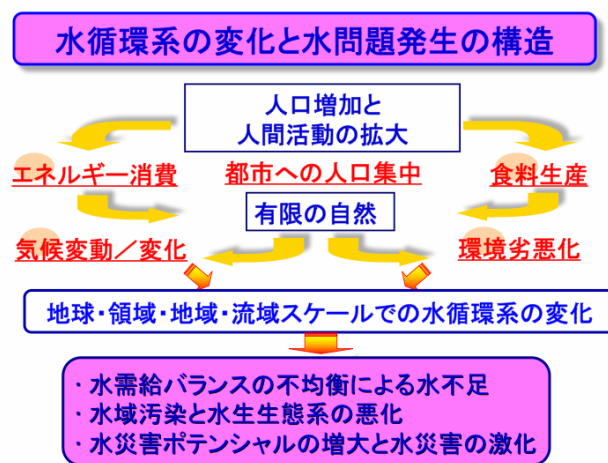 水循環系の変化と水問題発生の構造
人口増加と
人間活動の拡大
エネルギー消費
都市への人口集中
食料生産
有限の自然
気候変動／変化
環境劣悪化
地球・領域・地域・流域スケールでの水循環系の変化
・水需給バランスの不均衡による水不足
・水域汚染と水生生態系の悪化
・水災害ポテンシャルの増大と水災害の激化